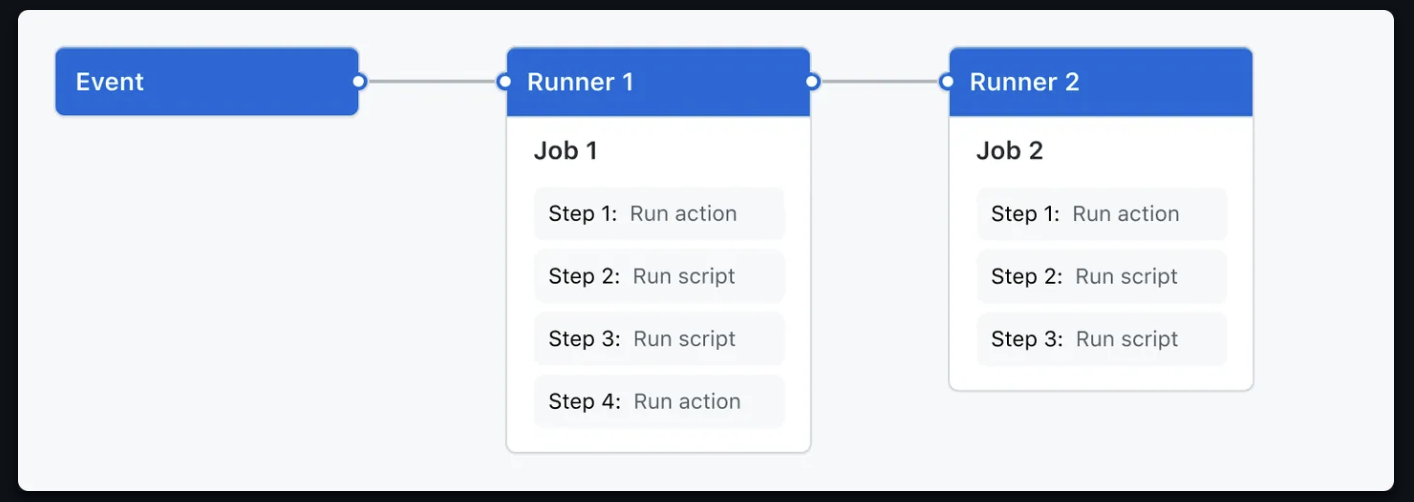 Event
Runner 1
Job 1
Step 1: Run action
Step 2: Run script
Step 3: Run script
Step 4: Run action
Runner 2
Job 2
Step 1: Run action
Step 2: Run script
Step 3: Run script